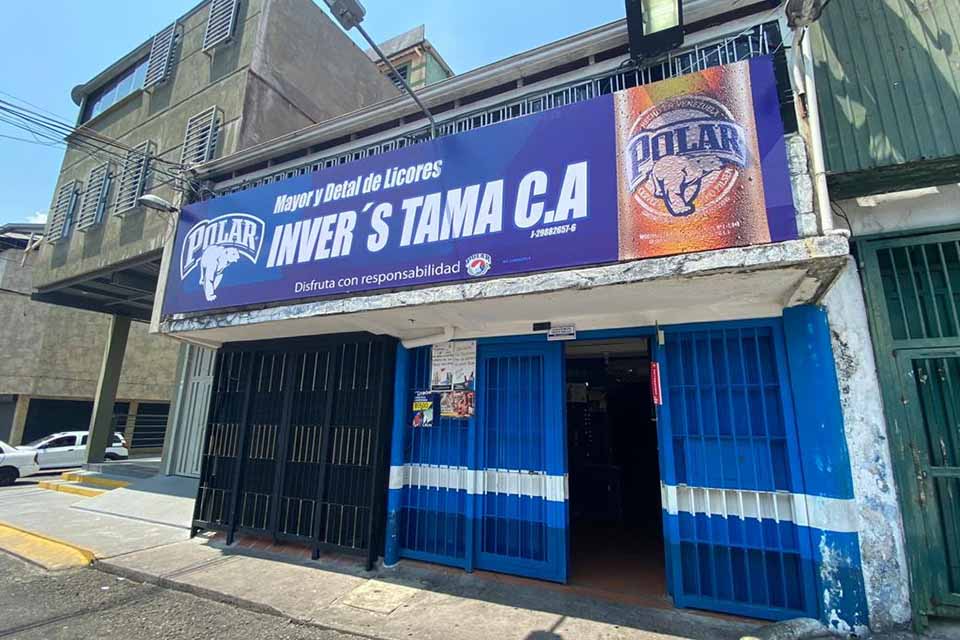 Mayor y Detal de Licores
POLAR
INVER´S TAMA C.A
J-29882657-6
Disfruta con responsabilidad
POLAR